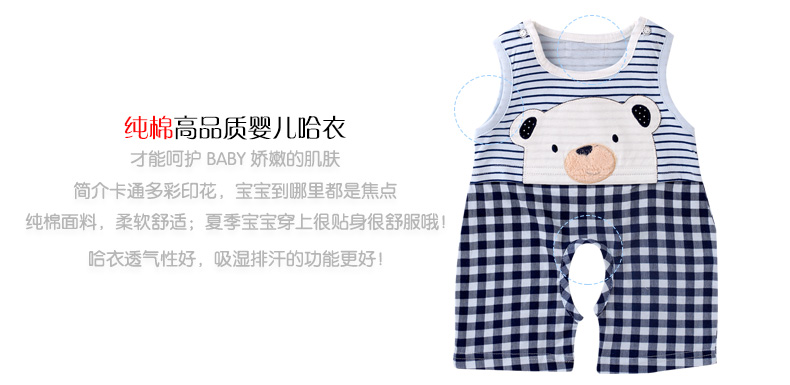 纯棉高品质婴儿哈衣
才能呵护 BABY 娇嫩的肌肤
简介卡通多彩印花，宝宝到哪里都是焦点
纯棉面料，柔软舒适；夏季宝宝穿上很贴身很舒服哦！
哈衣透气性好，吸湿排汗的功能更好！